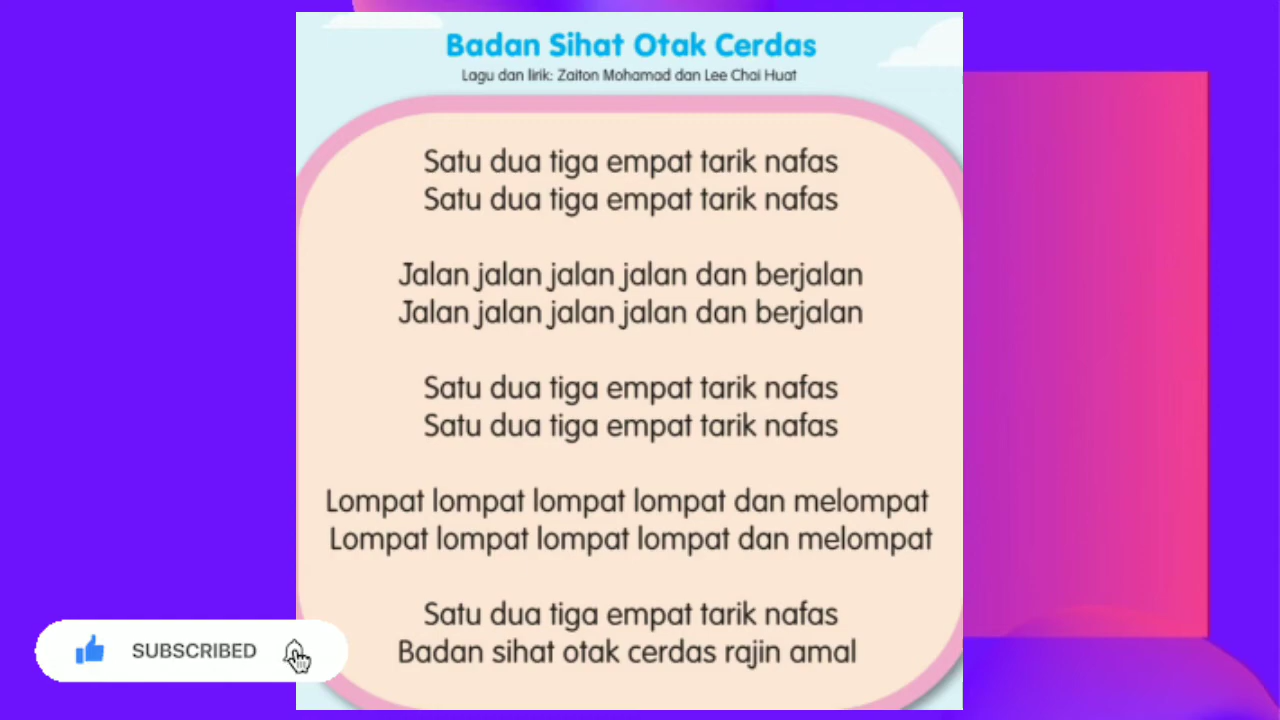 Badan Sihat Otak Cerdas
Lagu dan lirik: Zaiton Mohamad dan Lee Chai Huat
Satu dua tiga empat tarik nafas
Satu dua tiga empat tarik nafas
Jalan jalan jalan jalan dan berjalan
Jalan jalan jalan jalan dan berjalan
Satu dua tiga empat tarik nafas
Satu dua tiga empat tarik nafas
Lompat lompat lompat lompat dan melompat
Lompat lompat lompat lompat dan melompat
Satu dua tiga empat tarik nafas
Badan sihat otak cerdas rajin amal
SUBSCRIBED